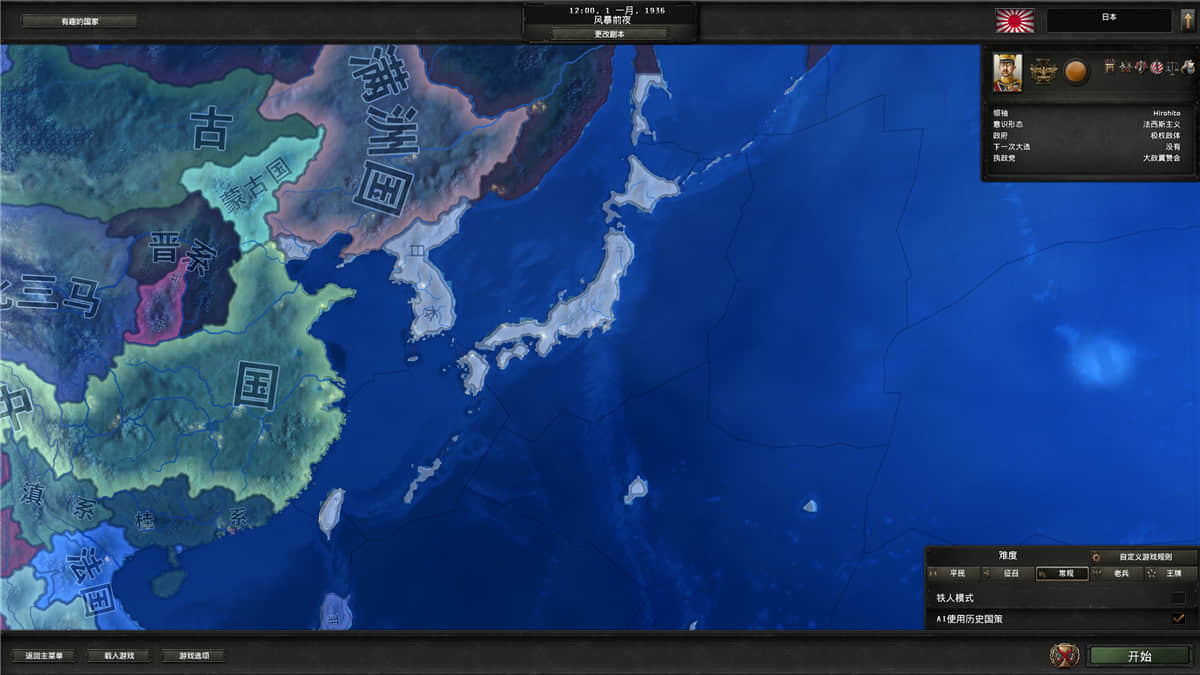 有趣的国家
12:00, 1 一月, 1936
风暴前夜
更改剧本
日本
领袖 Hirohito
意识形态 法西斯主义
政府 极权政体
下一次大选 没有
执政党 大政翼赞会
满洲国
古
蒙古国
晋系
三马
日本
国
中
滇系
桂系
法国
难度
自定义游戏规则
平民
征召
常规
老兵
王牌
铁人模式
AI使用历史国策
返回主菜单
载入游戏
游戏选项
开始